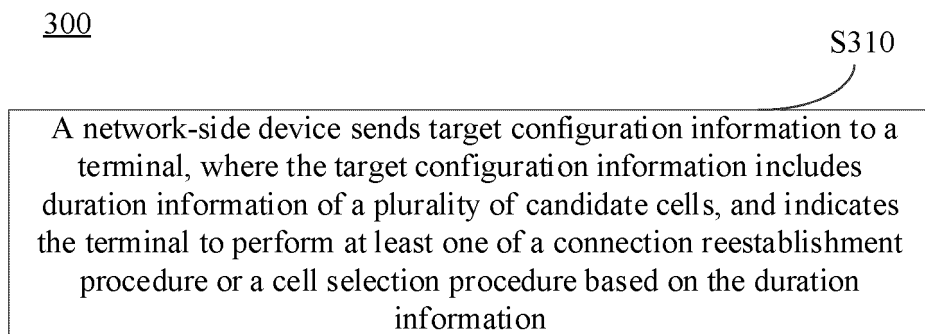 300
S310
A network-side device sends target configuration information to a
terminal, where the target configuration information includes
duration information of a plurality of candidate cells, and indicates
the terminal to perform at least one of a connection reestablishment
procedure or a cell selection procedure based on the duration
information